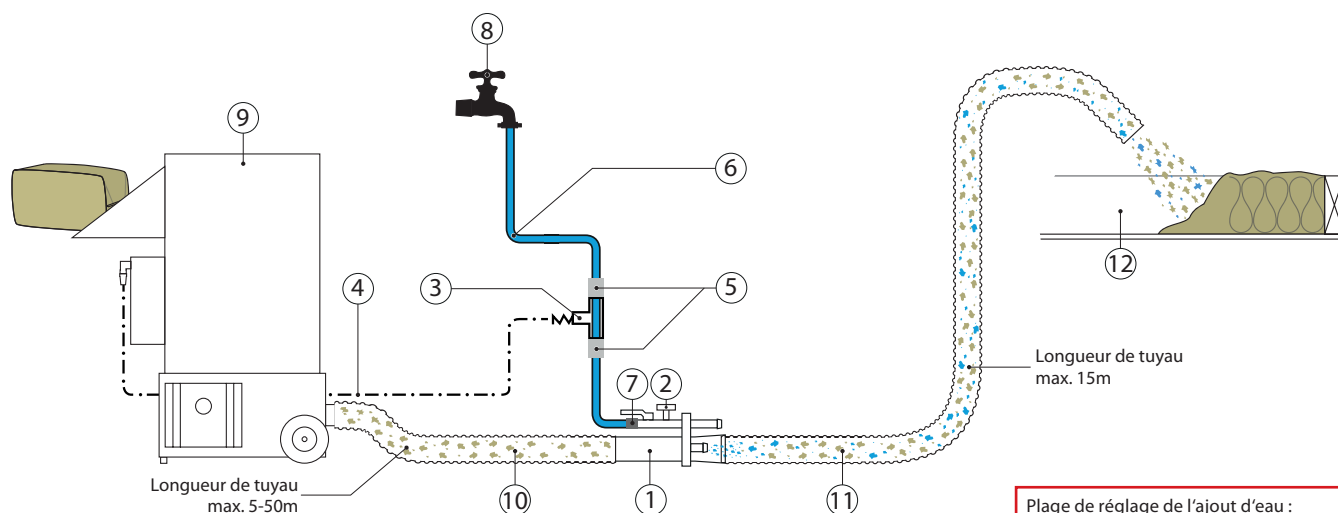 8
9
6
4
3
5
12
7
2
Longueur de tuyau
max. 15m
Longueur de tuyau
max. 5-50m
10
1
11
Plage de réglage de l‘ajout d‘eau :